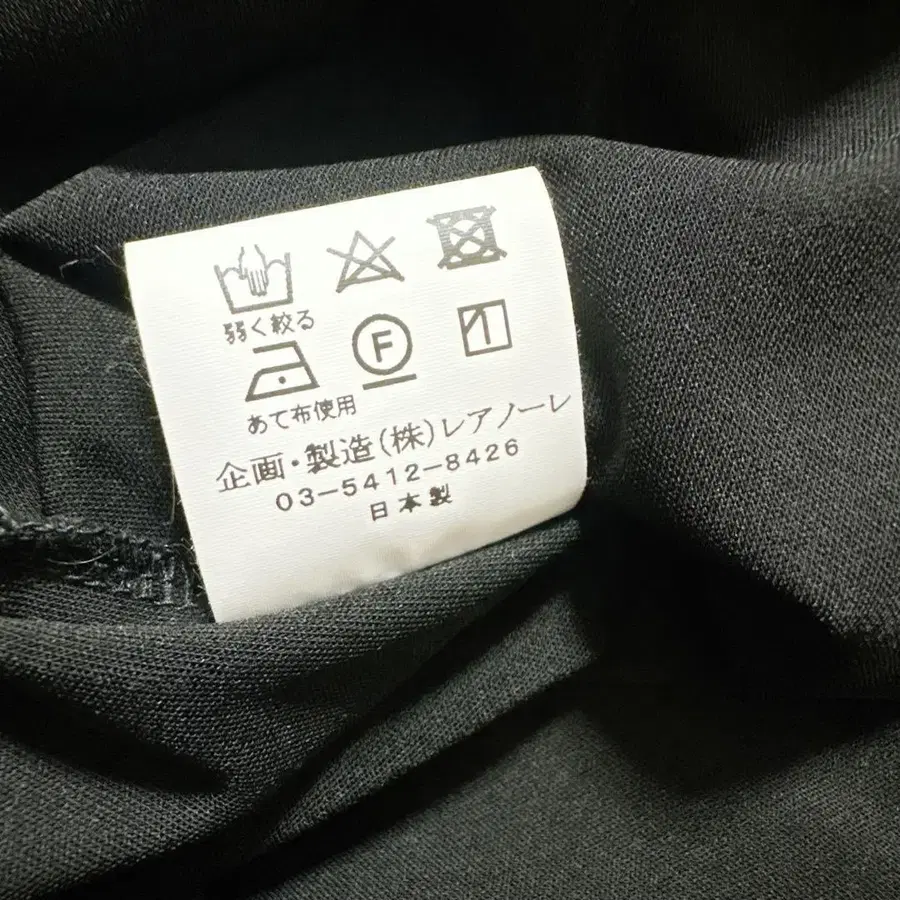 弱く絞る
F
あて布使用
企画・製造(株)レアノーレ
03-5412-8426
日本製